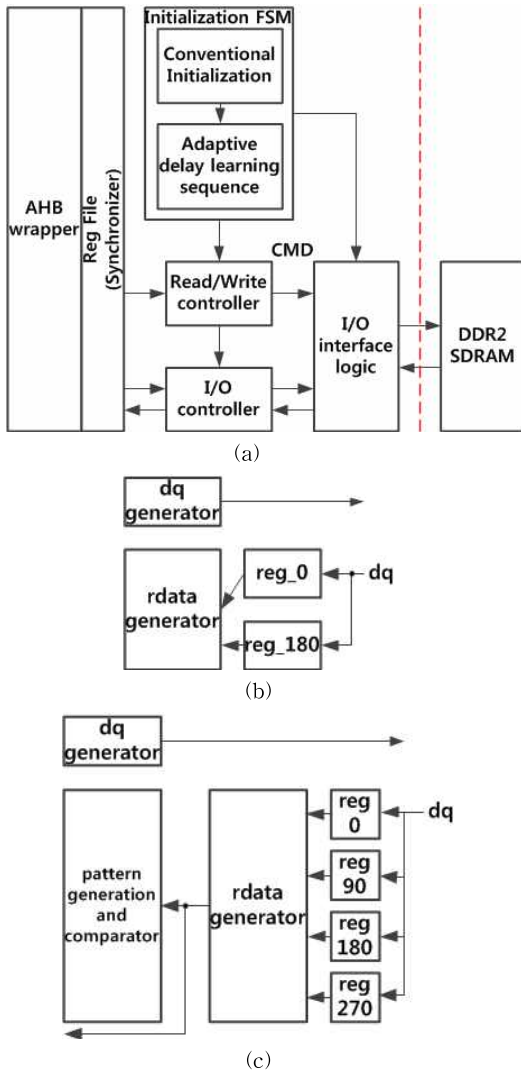 Initialization FSM
Conventional
Initialization
Adaptive
delay learning
sequence
AHB
wrapper
Reg File
(Synchronizer)
CMD
Read/Write
controller
I/O
interface
logic
DDR2
SDRAM
I/O
controller
(a)
dq
generator
rdata
generator
reg_0
dq
reg_180
(b)
dq
generator
pattern
generation
and
comparator
rdata
generator
reg
0
dq
reg
90
reg
180
reg
270
(c)